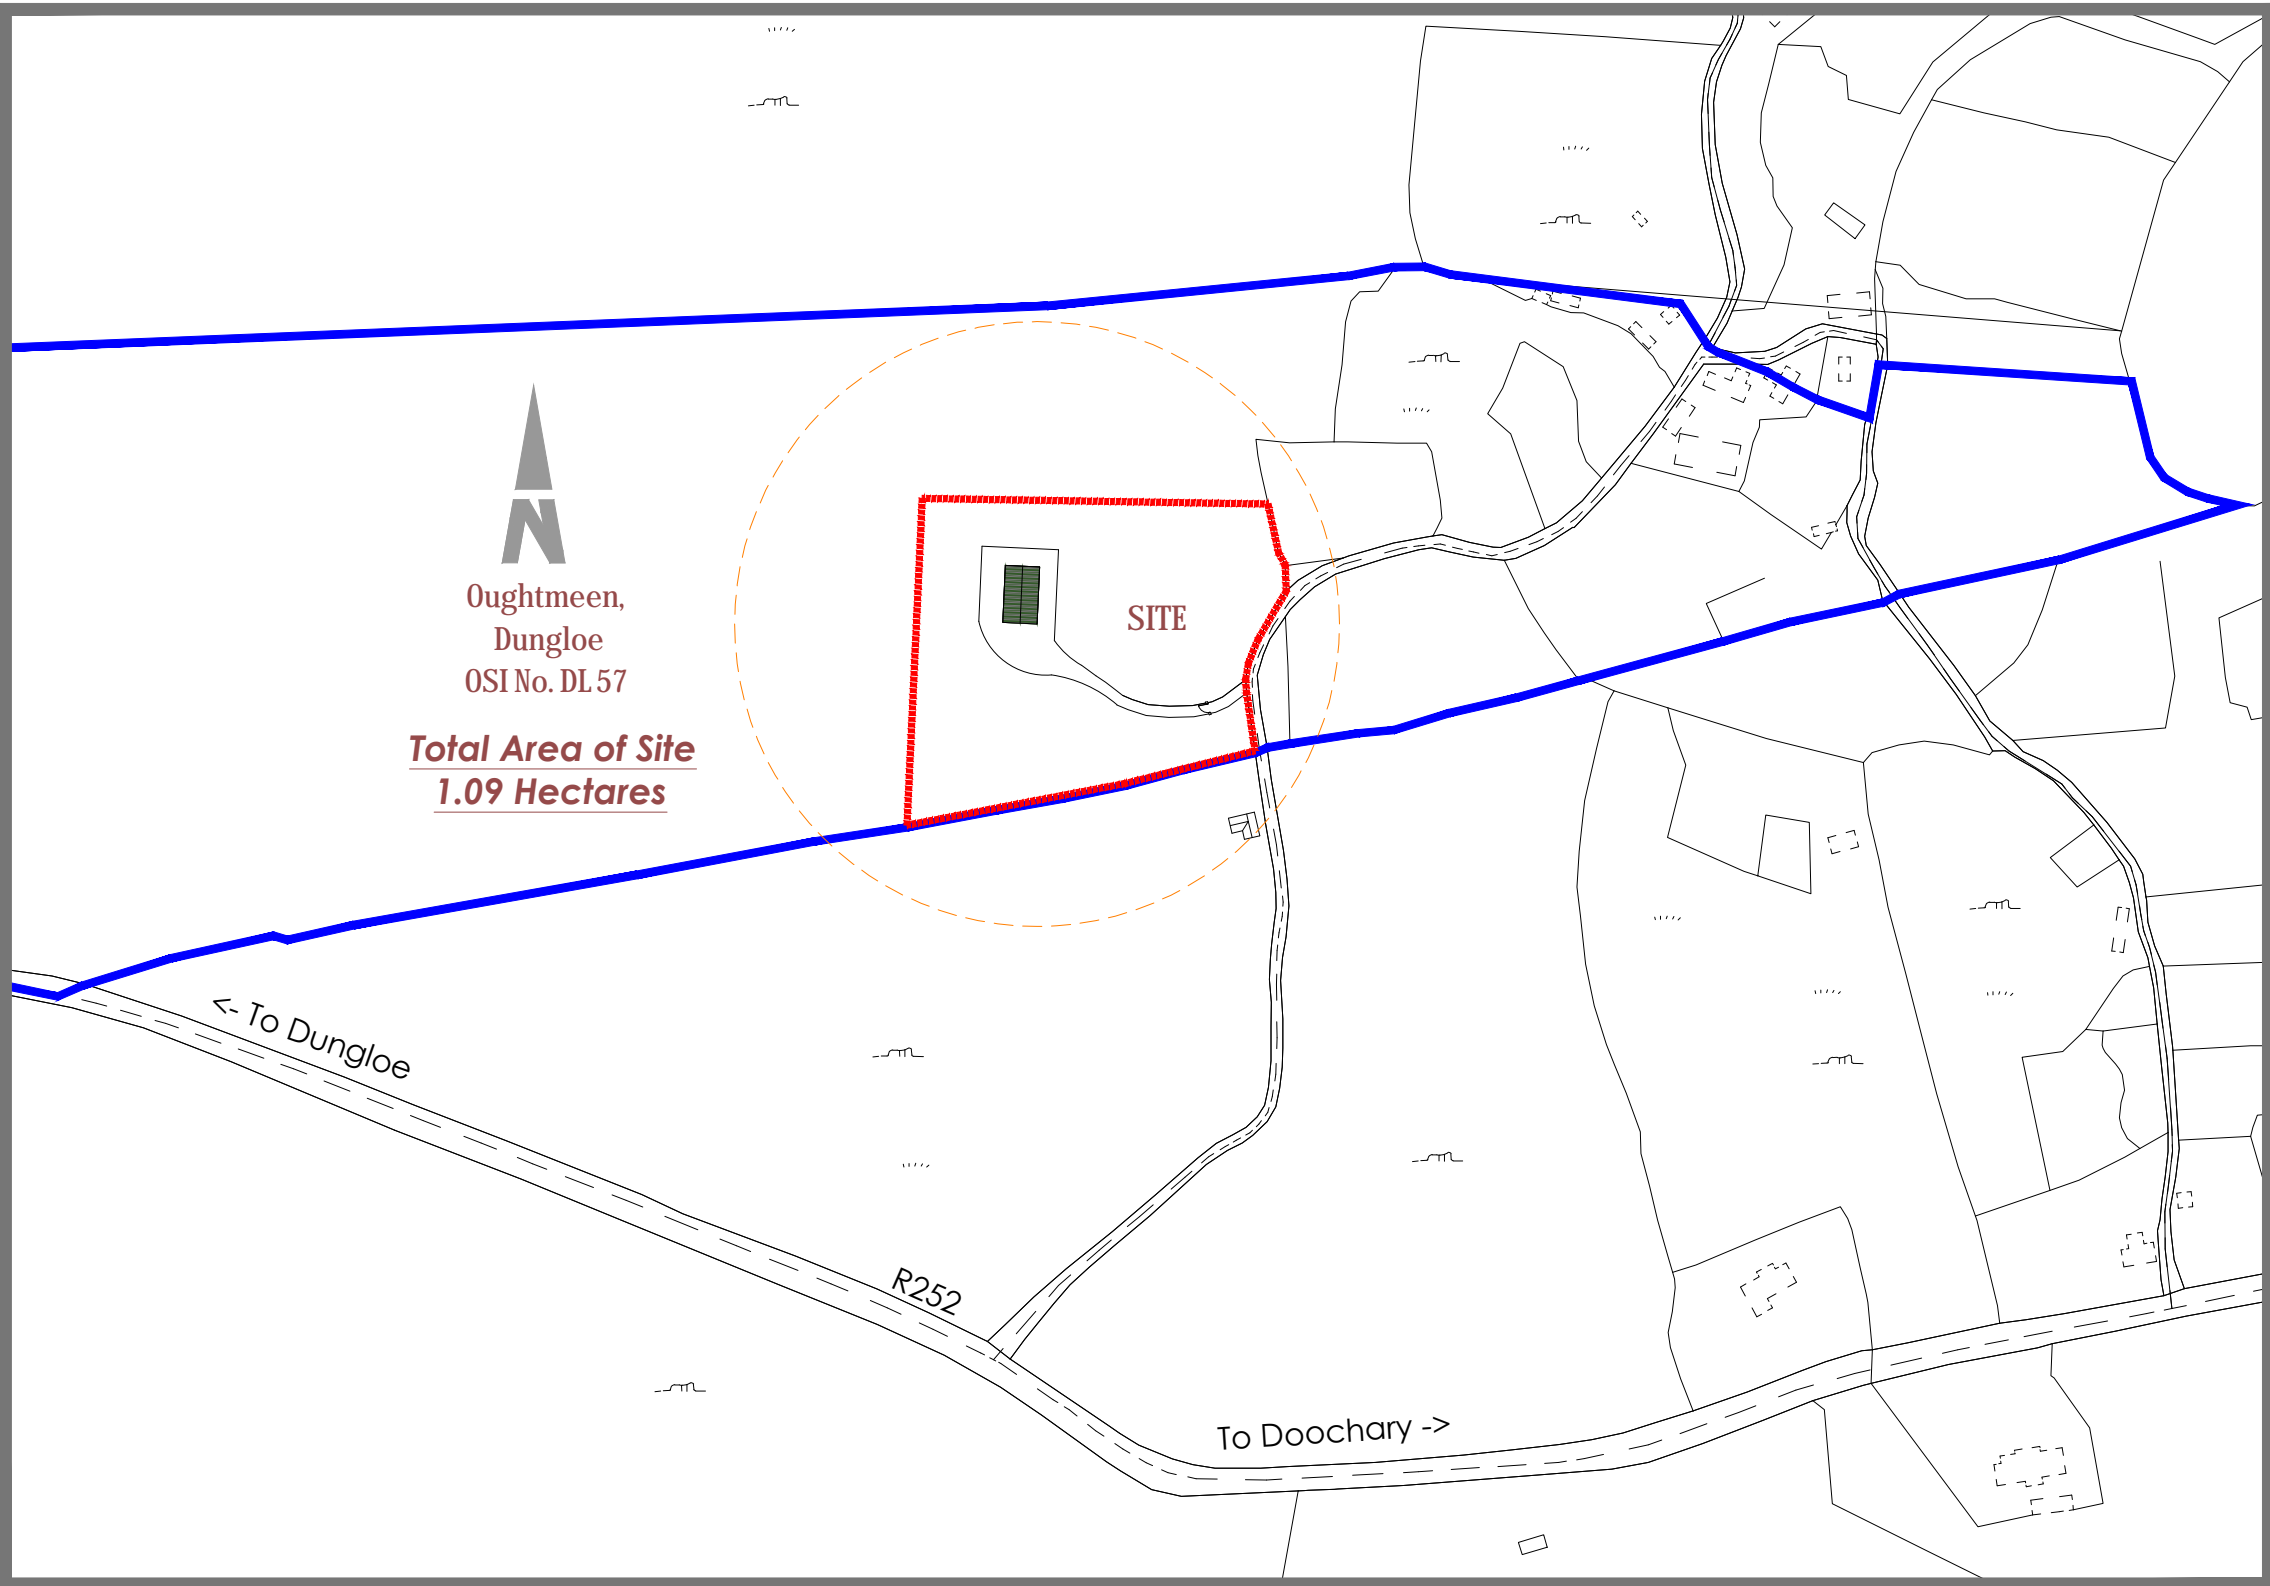 N
Oughtmeen,
Dungloe
OSI No. DL 57
Total Area of Site
1.09 Hectares
SITE
<- To Dungloe
R252
To Doochary ->